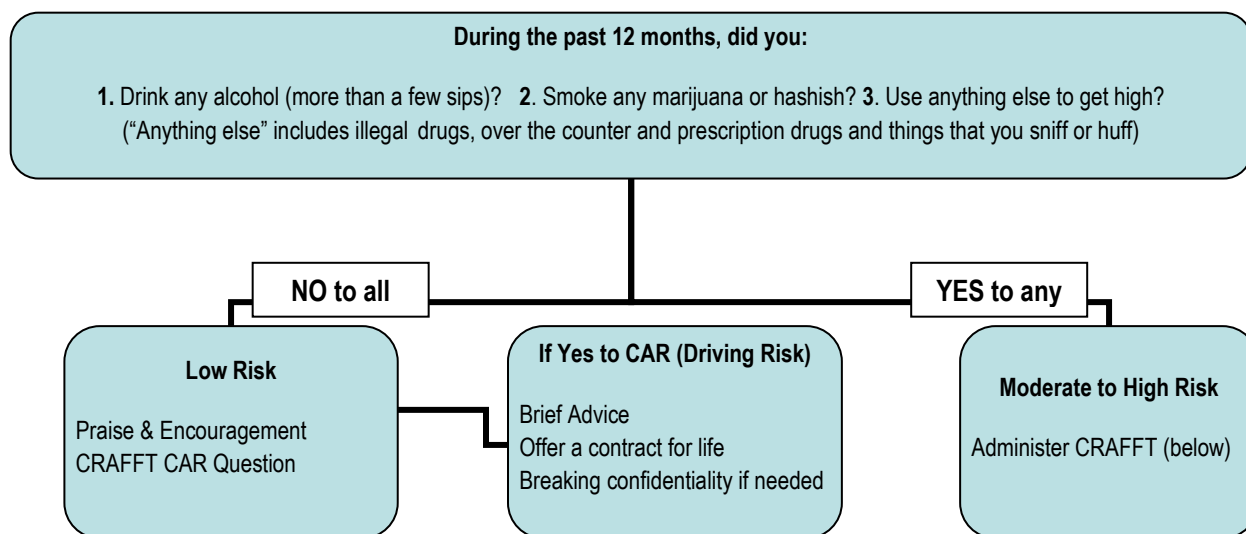 During the past 12 months, did you:
1. Drink any alcohol (more than a few sips)? 2. Smoke any marijuana or hashish? 3. Use anything else to get high?
(“Anything else” includes illegal drugs, over the counter and prescription drugs and things that you sniff or huff)
NO to all
YES to any
Low Risk
Praise & Encouragement
CRAFFT CAR Question
If Yes to CAR (Driving Risk)
Brief Advice
Offer a contract for life
Breaking confidentiality if needed
Moderate to High Risk
Administer CRAFFT (below)